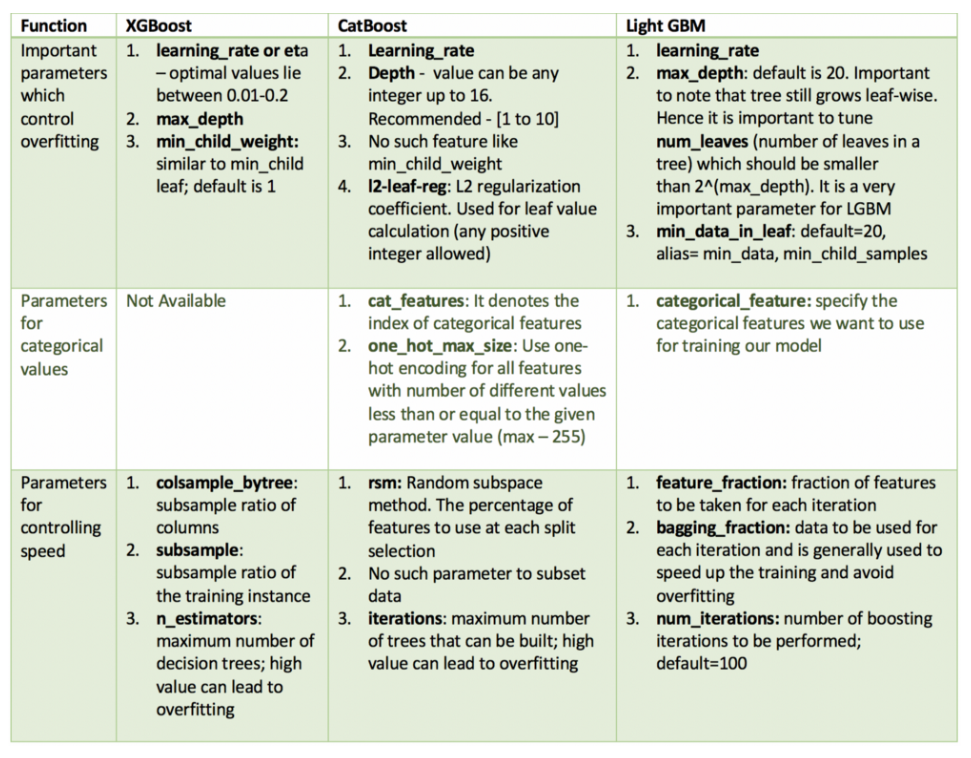 Function
XGBoost
CatBoost
Light GBM
Important
parameters
which
control
overfitting
1. learning_rate or eta
– optimal values lie
between 0.01-0.2
2. max_depth
3. min_child_weight:
similar to min_child
leaf; default is 1
1. Learning_rate
2. Depth - value can be any
integer up to 16.
Recommended - [1 to 10]
3. No such feature like
min_child_weight
4. l2-leaf-reg: L2 regularization
coefficient. Used for leaf value
calculation (any positive
integer allowed)
1. learning_rate
2. max_depth: default is 20. Important
to note that tree still grows leaf-wise.
Hence it is important to tune
num_leaves (number of leaves in a
tree) which should be smaller
than 2^(max_depth). It is a very
important parameter for LGBM
3. min_data_in_leaf: default=20,
alias= min_data, min_child_samples
Parameters
for
categorical
values
Not Available
1. cat_features: It denotes the
index of categorical features
2. one_hot_max_size: Use one-
hot encoding for all features
with number of different values
less than or equal to the given
parameter value (max – 255)
1. categorical_feature: specify the
categorical features we want to use
for training our model
Parameters
for
controlling
speed
1. colsample_bytree:
subsample ratio of
columns
2. subsample:
subsample ratio of
the training instance
3. n_estimators:
maximum number of
decision trees; high
value can lead to
overfitting
1. rsm: Random subspace
method. The percentage of
features to use at each split
selection
2. No such parameter to subset
data
3. iterations: maximum number
of trees that can be built; high
value can lead to overfitting
1. feature_fraction: fraction of features
to be taken for each iteration
2. bagging_fraction: data to be used for
each iteration and is generally used to
speed up the training and avoid
overfitting
3. num_iterations: number of boosting
iterations to be performed;
default=100